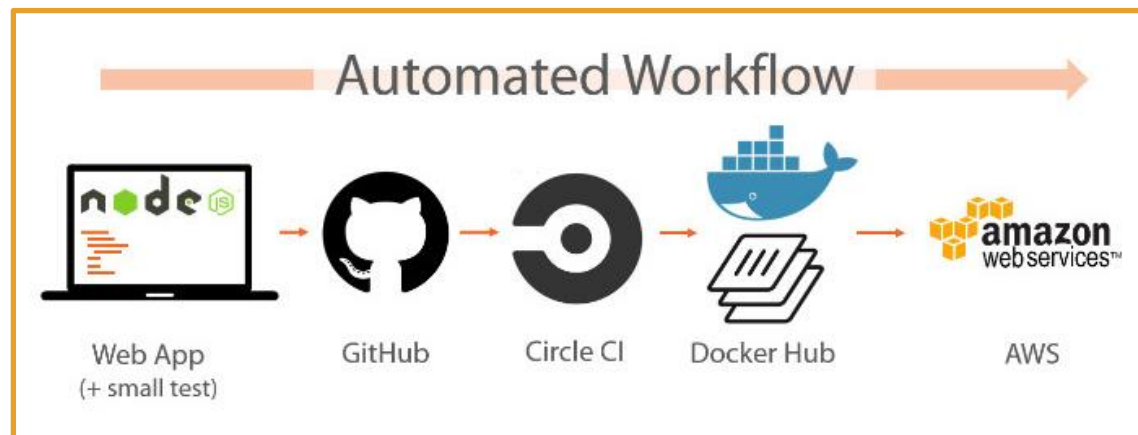 Automated Workflow
node JS
amazon
web services™
Web App
(+ small test)
GitHub
Circle CI
Docker Hub
AWS